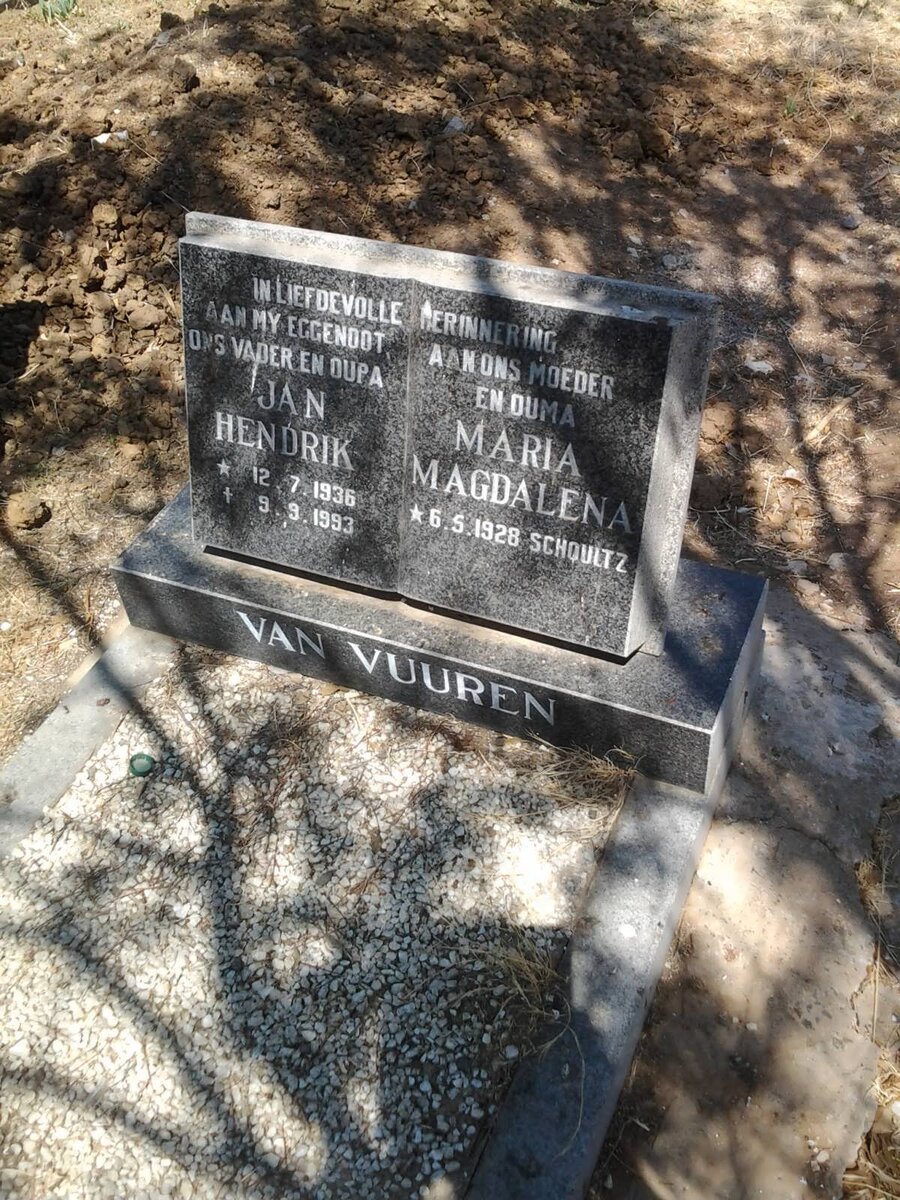 IN LIEFDEVOLLE HERINNERING
AAN MY EGGENOOT
ONS VADER EN OUPA
JAN
HENDRIK
* 12.7.1936
† 9.9.1993
AAN ONS MOEDER
EN OUMA
MARIA
MAGDALENA
* 6.5.1928 SCHOULTZ
VAN VUUREN